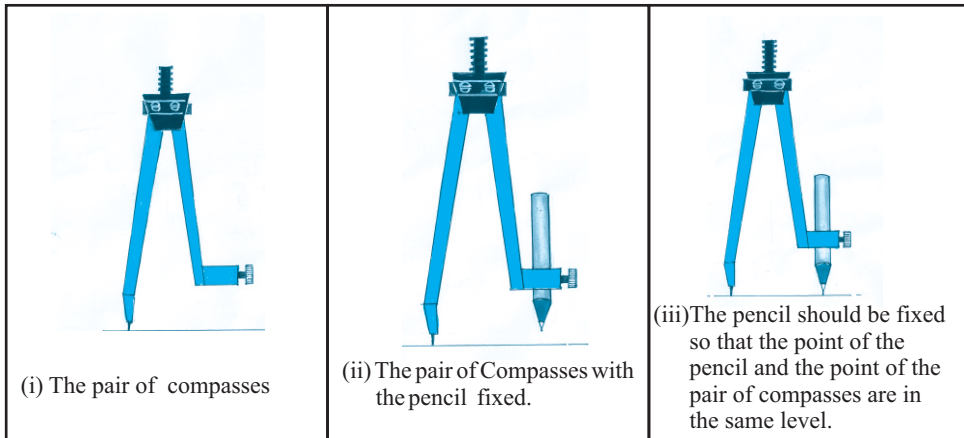 (i) The pair of compasses
(ii) The pair of Compasses with
the pencil fixed.
(iii)The pencil should be fixed
so that the point of the
pencil and the point of the
pair of compasses are in
the same level.